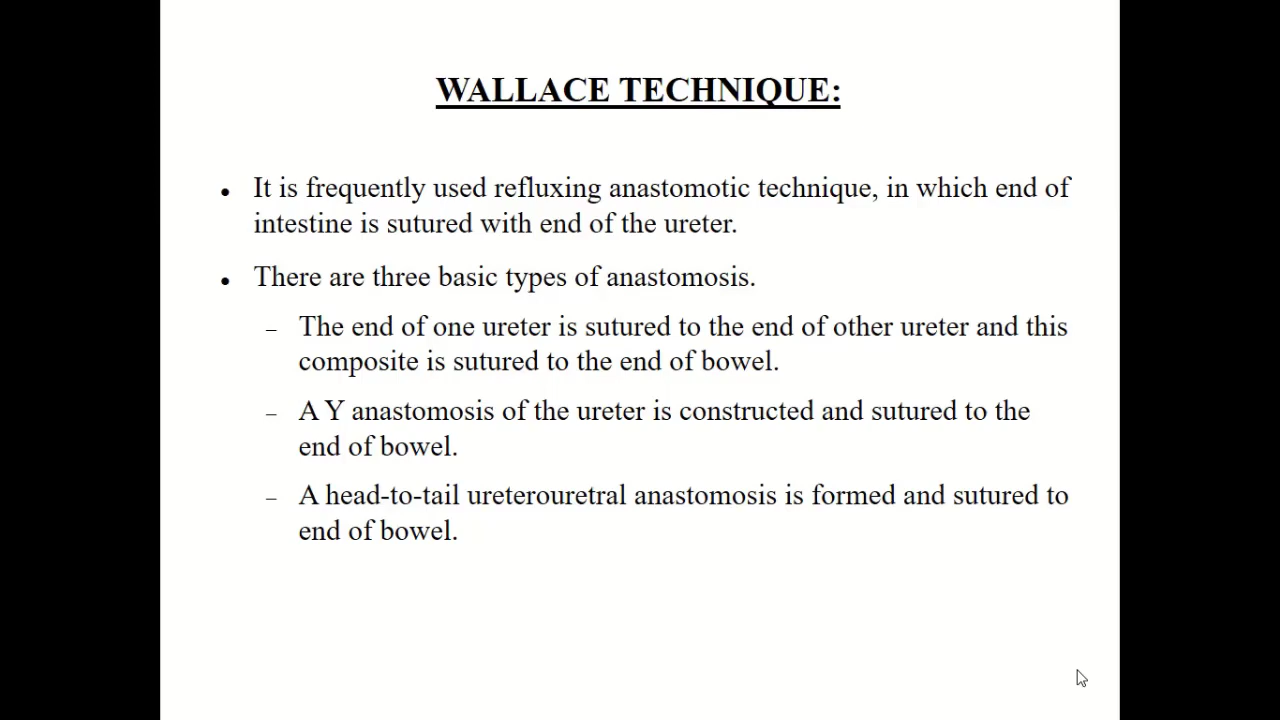 WALLACE TECHNIQUE:
• It is frequently used refluxing anastomotic technique, in which end of
intestine is sutured with end of the ureter.
• There are three basic types of anastomosis.
– The end of one ureter is sutured to the end of other ureter and this
composite is sutured to the end of bowel.
– A Y anastomosis of the ureter is constructed and sutured to the
end of bowel.
– A head-to-tail ureterouretral anastomosis is formed and sutured to
end of bowel.